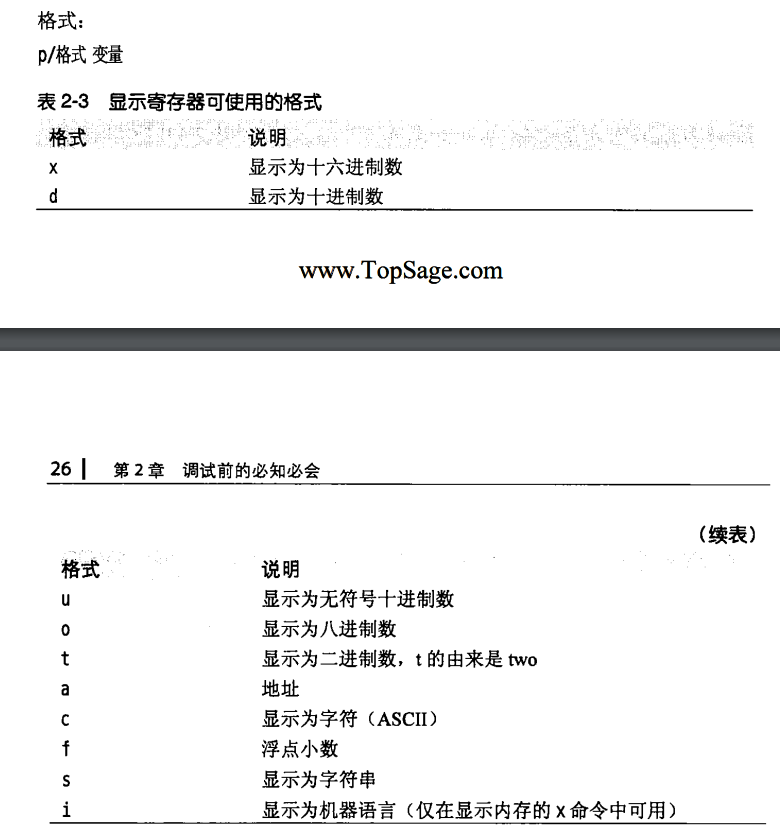 格式：
p/格式 变量
表 2-3 显示寄存器可使用的格式
格式 说明
x 显示为十六进制数
d 显示为十进制数
www.TopSage.com
26 | 第 2 章 调试前的必知必会
（续表）
格式 说明
u 显示为无符号十进制数
o 显示为八进制数
t 显示为二进制数，t 的由来是 two
a 地址
c 显示为字符（ASCII）
f 浮点小数
s 显示为字符串
i 显示为机器语言（仅在显示内存的 x 命令中可用）